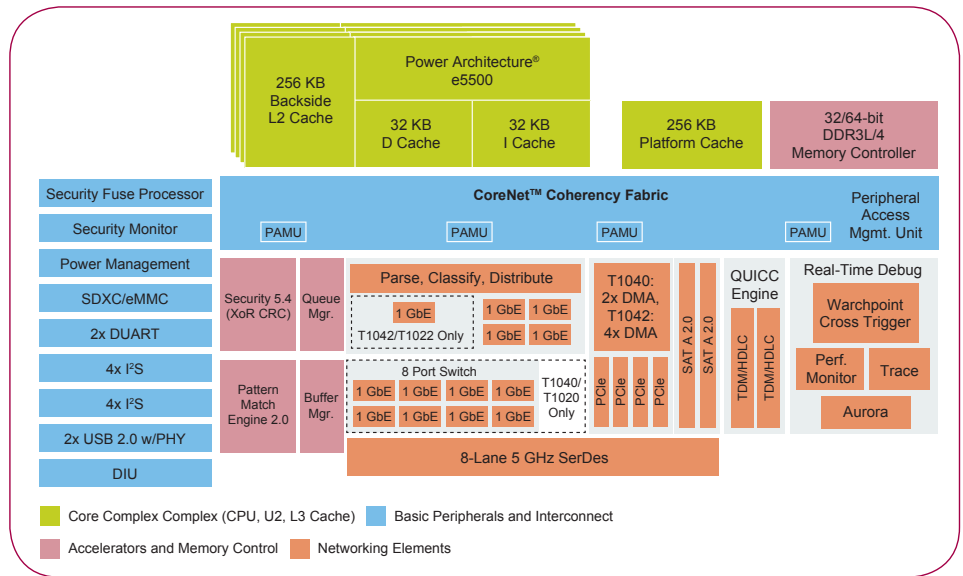 256 KB
Backside
L2 Cache
Power Architecture®
e5500
32 KB
D Cache
32 KB
I Cache
256 KB
Platform Cache
32/64-bit
DDR3L/4
Memory Controller
Security Fuse Processor
Security Monitor
Power Management
SDXC/eMMC
2x DUART
4x I²S
4x I²S
2x USB 2.0 w/PHY
DIU
CoreNet™ Coherency Fabric
Peripheral
Access
Mgmt. Unit
PAMU
PAMU
PAMU
PAMU
Security 5.4
(XoR CRC)
Queue
Mgr.
Parse, Classify, Distribute
1 GbE
T1042/T1022 Only
1 GbE
1 GbE
1 GbE
1 GbE
T1040:
2x DMA,
T1042:
4x DMA
SAT A 2.0
SAT A 2.0
QUICC
Engine
TDM/HDLC
TDM/HDLC
Real-Time Debug
Warchpoint
Cross Trigger
Perf.
Monitor
Trace
Aurora
Pattern
Match
Engine 2.0
Buffer
Mgr.
8 Port Switch
1 GbE
1 GbE
1 GbE
1 GbE
1 GbE
1 GbE
1 GbE
1 GbE
T1040/
T1020
Only
PCIe
PCIe
PCIe
PCIe
8-Lane 5 GHz SerDes
Core Complex Complex (CPU, U2, L3 Cache)
Basic Peripherals and Interconnect
Accelerators and Memory Control
Networking Elements